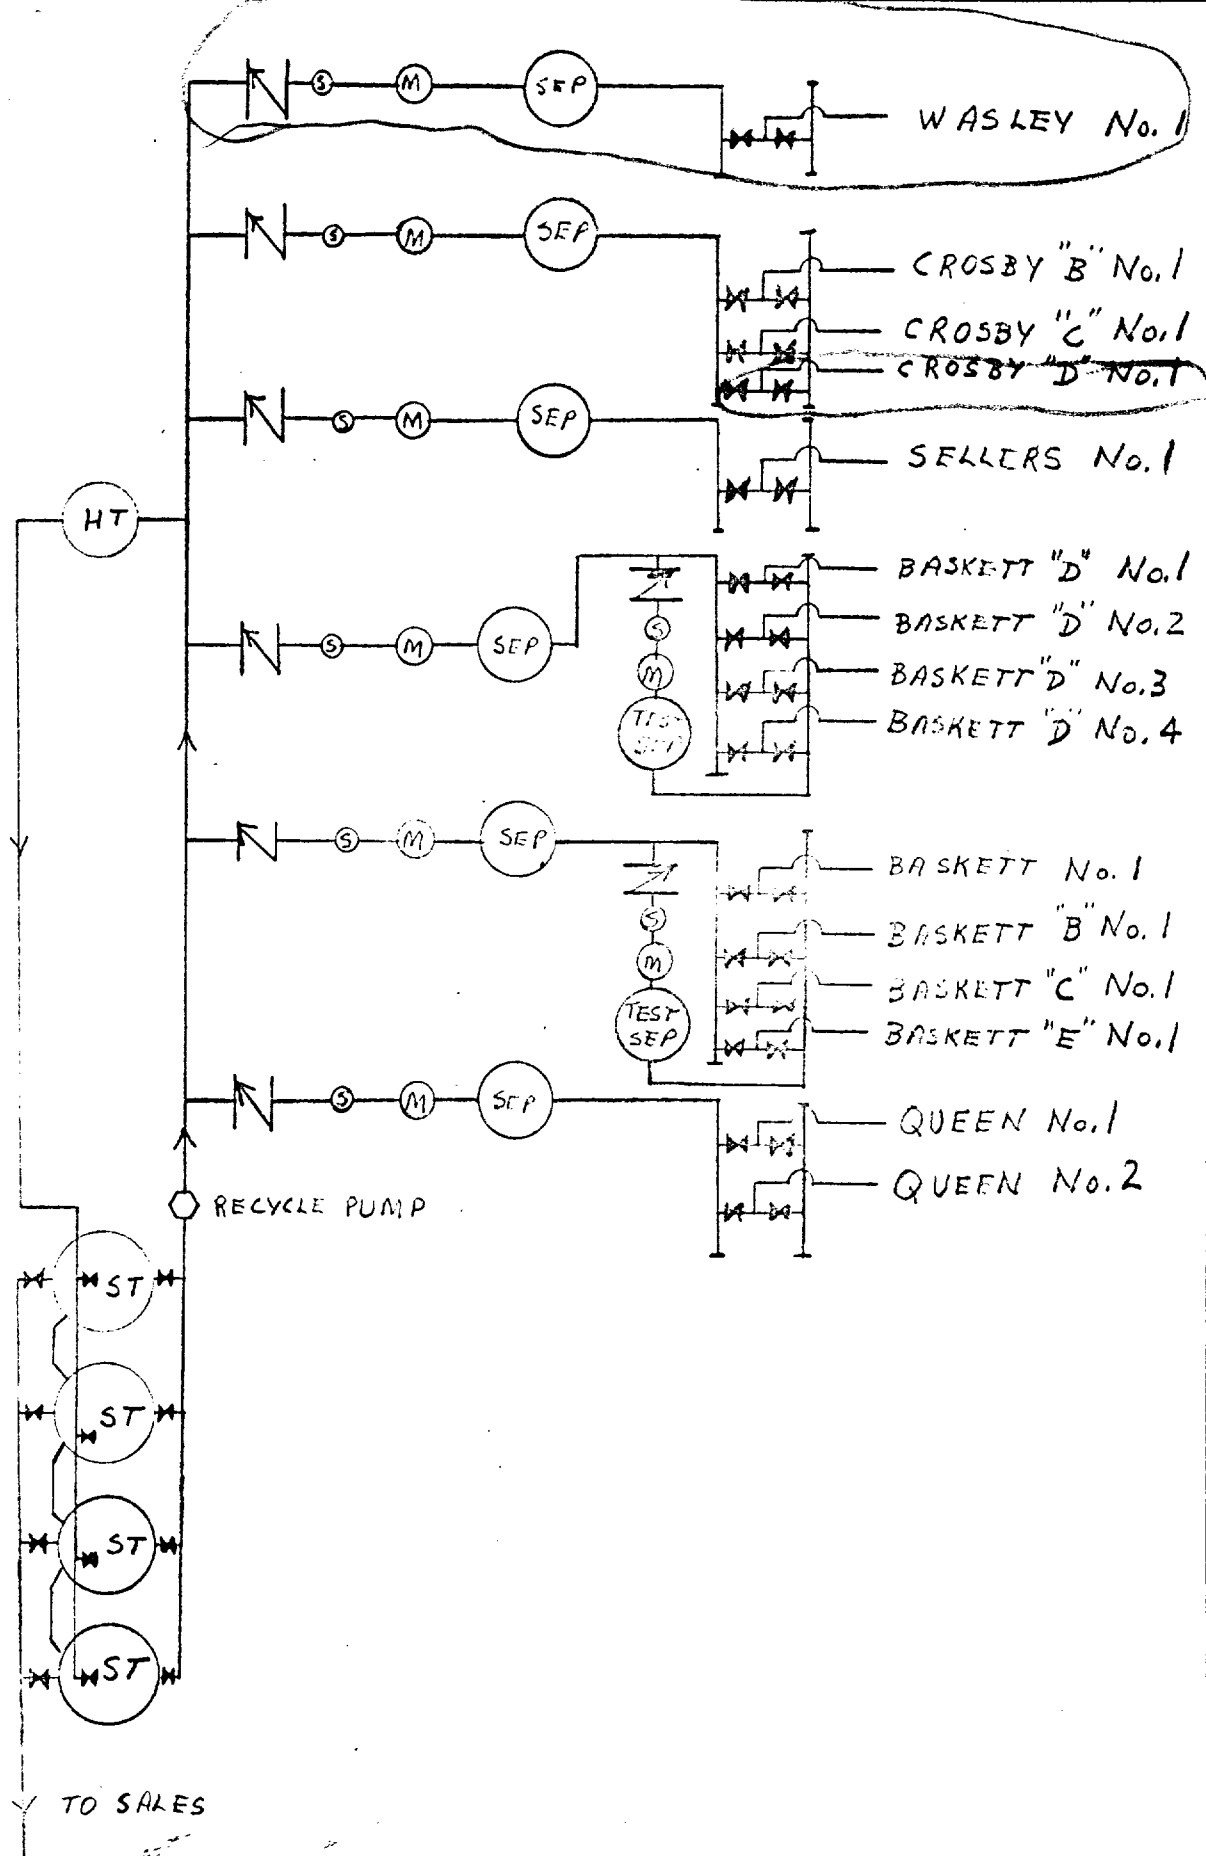 S M SEP WASLEY No. 1
S M SEP CROSBY "B" No. 1
CROSBY "C" No. 1
CROSBY "D" No. 1
S M SEP SELLERS No. 1
HT
BASKETT "D" No. 1
S M SEP S BASKETT "D" No. 2
M BASKETT "D" No. 3
TEST SEP BASKETT "D" No. 4
S M SEP BASKETT No. 1
S BASKETT "B" No. 1
M BASKETT "C" No. 1
TEST SEP BASKETT "E" No. 1
S M SEP QUEEN No. 1
QUEEN No. 2
RECYCLE PUMP
ST
ST
ST
ST
TO SALES